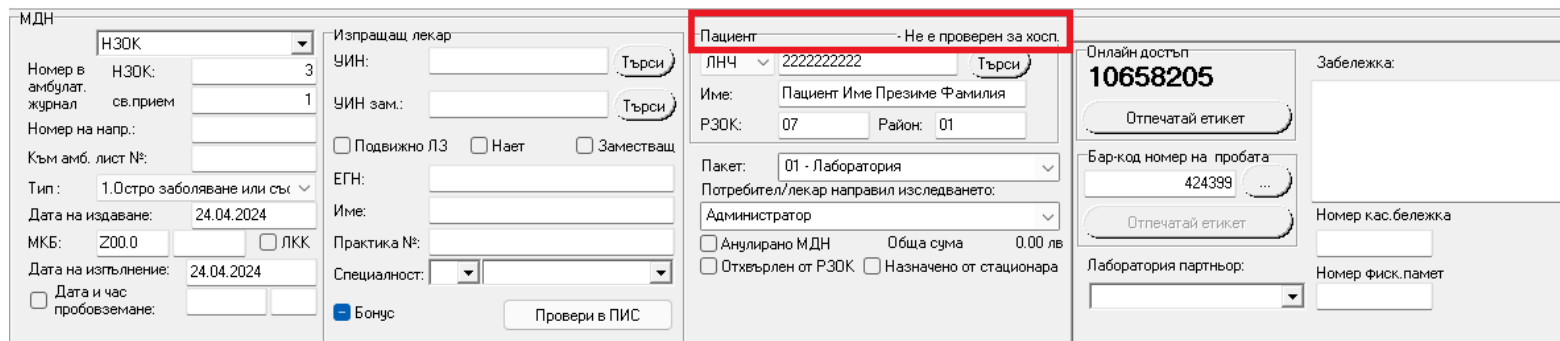 МДН
НЗОК
Номер в амбулат. журнал
НЗОК: 3
св.прием 1
Номер на напр.:
Към амб. лист №:
Тип: 1.Остро заболяване или със
Дата на издаване: 24.04.2024
МКБ: Z00.0 ЛКК
Дата на изпълнение: 24.04.2024
Дата и час
пробовземане:
Изпращащ лекар
УИН: Търси
УИН зам.: Търси
Подвижно ЛЗ Нает Заместващ
ЕГН:
Име:
Практика №:
Специалност:
Бонус Провери в ПИС
Пациент - Не е проверен за хосп.
ЛНЧ 2222222222 Търси
Име: Пациент Име Презиме Фамилия
РЗОК: 07 Район: 01
Пакет: 01 - Лаборатория
Потребител/лекар направил изследването:
Администратор
Анулирано МДН Обща сума 0.00 лв
Отхвърлен от РЗОК Назначено от стационара
Онлайн достъп
10658205
Отпечатай етикет
Бар-код номер на пробата
424399 ...
Отпечатай етикет
Лаборатория партньор:
Забележка:
Номер кас.бележка
Номер фиск.памет